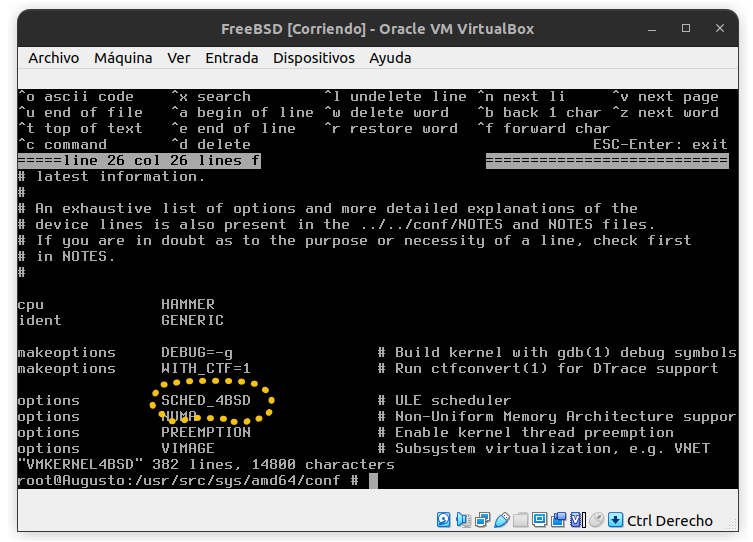 FreeBSD [Corriendo] - Oracle VM VirtualBox
Archivo Máquina Ver Entrada Dispositivos Ayuda
^o ascii code ^x search ^l undelete line ^n next li ^v next page
^u end of file ^a begin of line ^w delete word ^b back 1 char ^z next word
^t top of text ^e end of line ^r restore word ^f forward char
^c command ^d delete ESC-Enter: exit
=====line 26 col 26 lines f ===========================
# latest information.
#
# An exhaustive list of options and more detailed explanations of the
# device lines is also present in the ../../conf/NOTES and NOTES files.
# If you are in doubt as to the purpose or necessity of a line, check first
# in NOTES.
#
cpu HAMMER
ident GENERIC
makeoptions DEBUG=-g # Build kernel with gdb(1) debug symbols
makeoptions WITH_CTF=1 # Run ctfconvert(1) for DTrace support
options SCHED_4BSD # ULE scheduler
options NUMA # Non-Uniform Memory Architecture suppor
options PREEMPTION # Enable kernel thread preemption
options VIMAGE # Subsystem virtualization, e.g. VNET
"VMKERNEL4BSD" 382 lines, 14800 characters
root@Augusto:/usr/src/sys/amd64/conf #
Ctrl Derecho